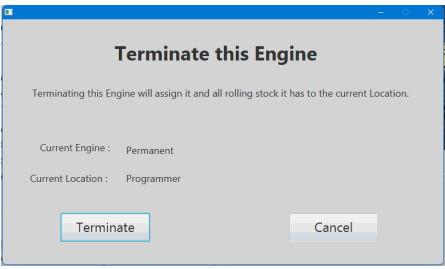 Terminate this Engine
Terminating this Engine will assign it and all rolling stock it has to the current Location.
Current Engine : Permanent
Current Location : Programmer
Terminate Cancel